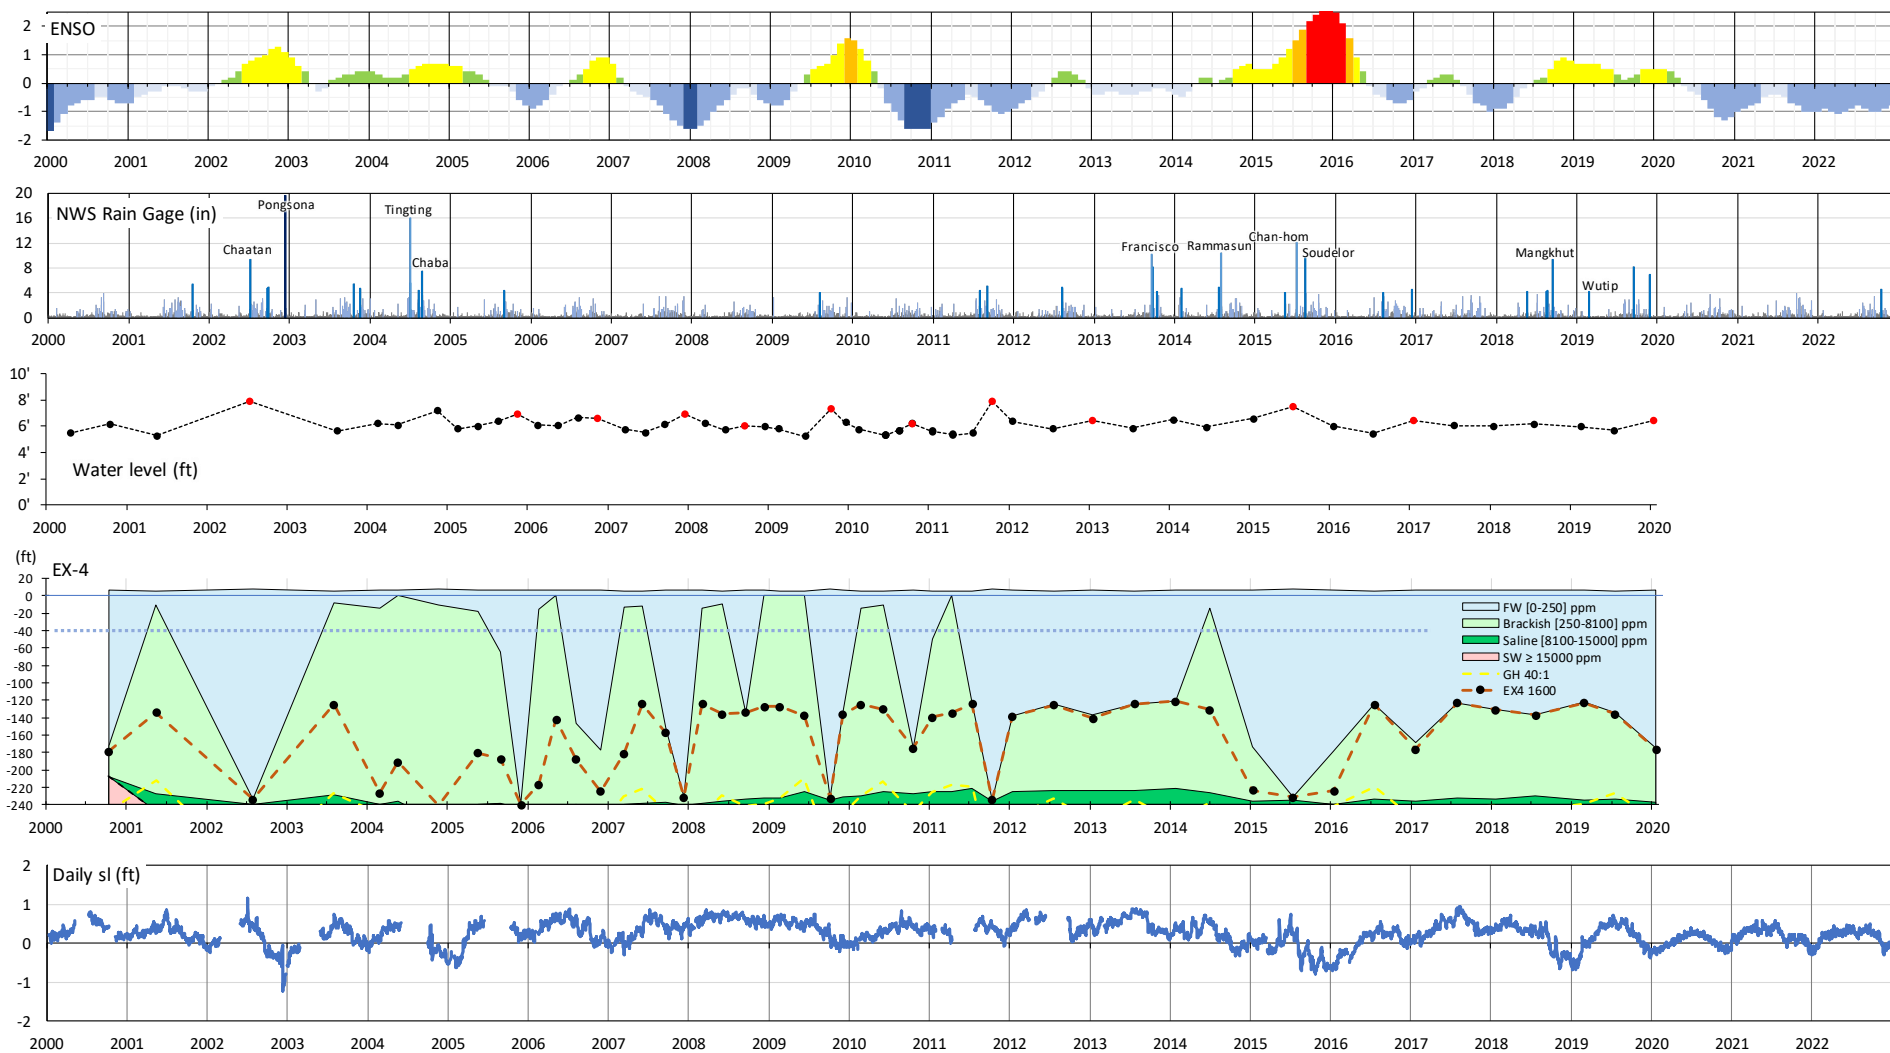 ENSO
2
1
0
-1
-2
2000 2001 2002 2003 2004 2005 2006 2007 2008 2009 2010 2011 2012 2013 2014 2015 2016 2017 2018 2019 2020 2021 2022
NWS Rain Gage (in)
20
16
12
8
4
0
Pongsona
Tingting
Chaatan
Chaba
Francisco
Rammasun
Chan-hom
Soudelor
Mangkhut
Wutip
2000 2001 2002 2003 2004 2005 2006 2007 2008 2009 2010 2011 2012 2013 2014 2015 2016 2017 2018 2019 2020 2021 2022
10'
8'
6'
4'
2'
0'
Water level (ft)
2000 2001 2002 2003 2004 2005 2006 2007 2008 2009 2010 2011 2012 2013 2014 2015 2016 2017 2018 2019 2020
(ft)
EX-4
20
0
-20
-40
-60
-80
-100
-120
-140
-160
-180
-200
-220
-240
FW [0-250] ppm
Brackish [250-8100] ppm
Saline [8100-15000] ppm
SW ≥ 15000 ppm
GH 40:1
EX4 1600
2000 2001 2002 2003 2004 2005 2006 2007 2008 2009 2010 2011 2012 2013 2014 2015 2016 2017 2018 2019 2020
Daily sl (ft)
2
1
0
-1
-2
2000 2001 2002 2003 2004 2005 2006 2007 2008 2009 2010 2011 2012 2013 2014 2015 2016 2017 2018 2019 2020 2021 2022